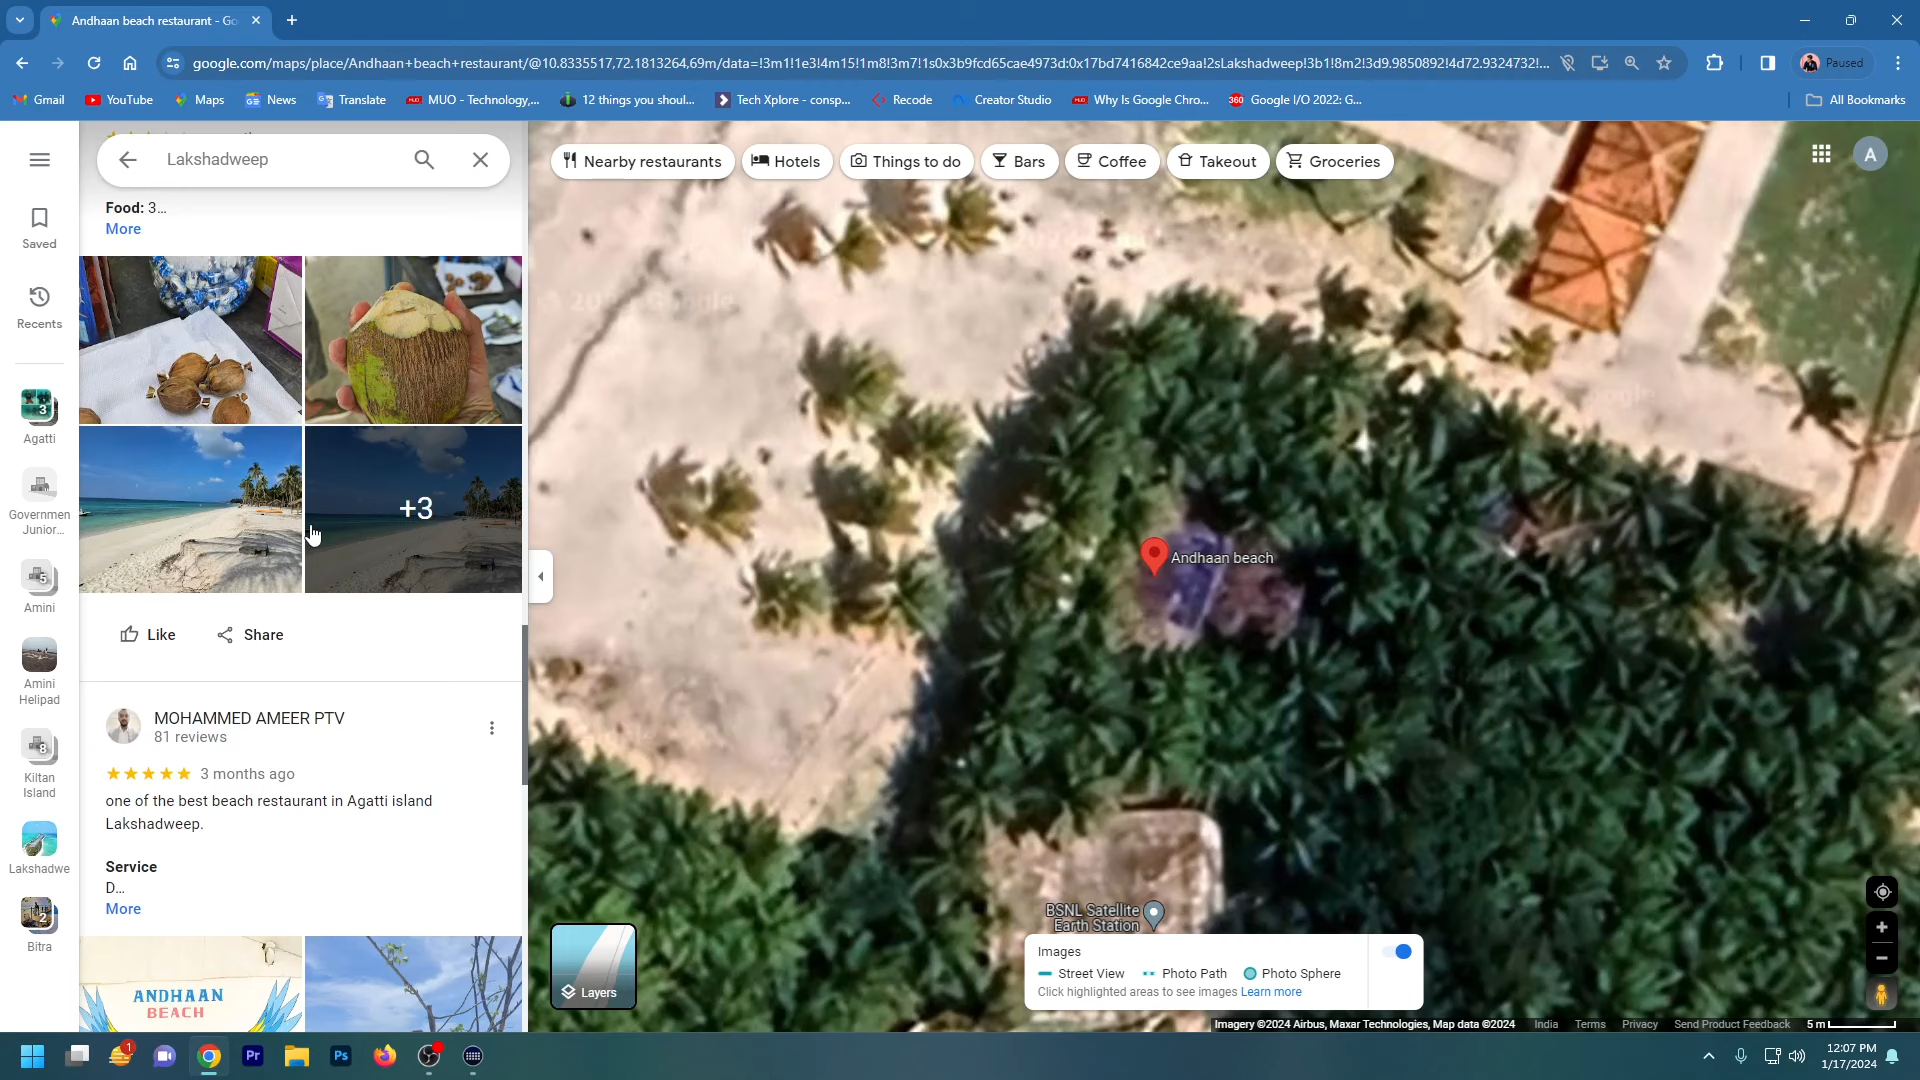 Andhaan beach restaurant - Go
google.com/maps/place/Andhaan+beach+restaurant/@10.8335517,72.1813264,69m/data=!3m1!1e3!4m15!1m8!3m7!1s0x3b9fcd65cae4973d:0x17bd7416842ce9aa!2sLakshadweep!3b1!8m2!3d9.9850892!4d72.9324732!...
Paused
Gmail
YouTube
Maps
News
Translate
MUO - Technology,...
12 things you shoul...
Tech Xplore - consp...
Recode
Creator Studio
Why Is Google Chro...
Google I/O 2022: G...
All Bookmarks
Lakshadweep
Nearby restaurants
Hotels
Things to do
Bars
Coffee
Takeout
Groceries
A
Saved
Recents
3
Agatti
Governmen
Junior...
5
Amini
Amini
Helipad
8
Kiltan
Island
Lakshadwe
2
Bitra
Food: 3...
More
+3
Like
Share
MOHAMMED AMEER PTV
81 reviews
3 months ago
one of the best beach restaurant in Agatti island
Lakshadweep.
Service
D...
More
ANDHAAN
BEACH
Andhaan beach
BSNL Satellite
Earth Station
Layers
Images
Street View
Photo Path
Photo Sphere
Click highlighted areas to see images Learn more
Imagery ©2024 Airbus, Maxar Technologies, Map data ©2024
India
Terms
Privacy
Send Product Feedback
5 m
1
Pr
Ps
12:07 PM
1/17/2024